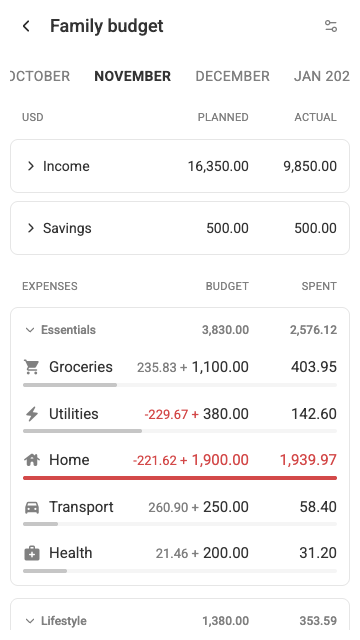 Family budget
OCTOBER NOVEMBER DECEMBER JAN 202
USD PLANNED ACTUAL
Income 16,350.00 9,850.00
Savings 500.00 500.00
EXPENSES BUDGET SPENT
Essentials 3,830.00 2,576.12
Groceries 235.83 + 1,100.00 403.95
Utilities -229.67 + 380.00 142.60
Home -221.62 + 1,900.00 1,939.97
Transport 260.90 + 250.00 58.40
Health 21.46 + 200.00 31.20
Lifestyle 1,380.00 353.59